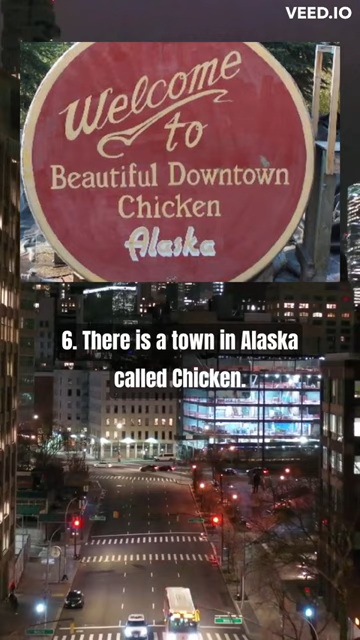 VEED.IO
Welcome
to
Beautiful Downtown
Chicken
Alaska
6. There is a town in Alaska
called Chicken.